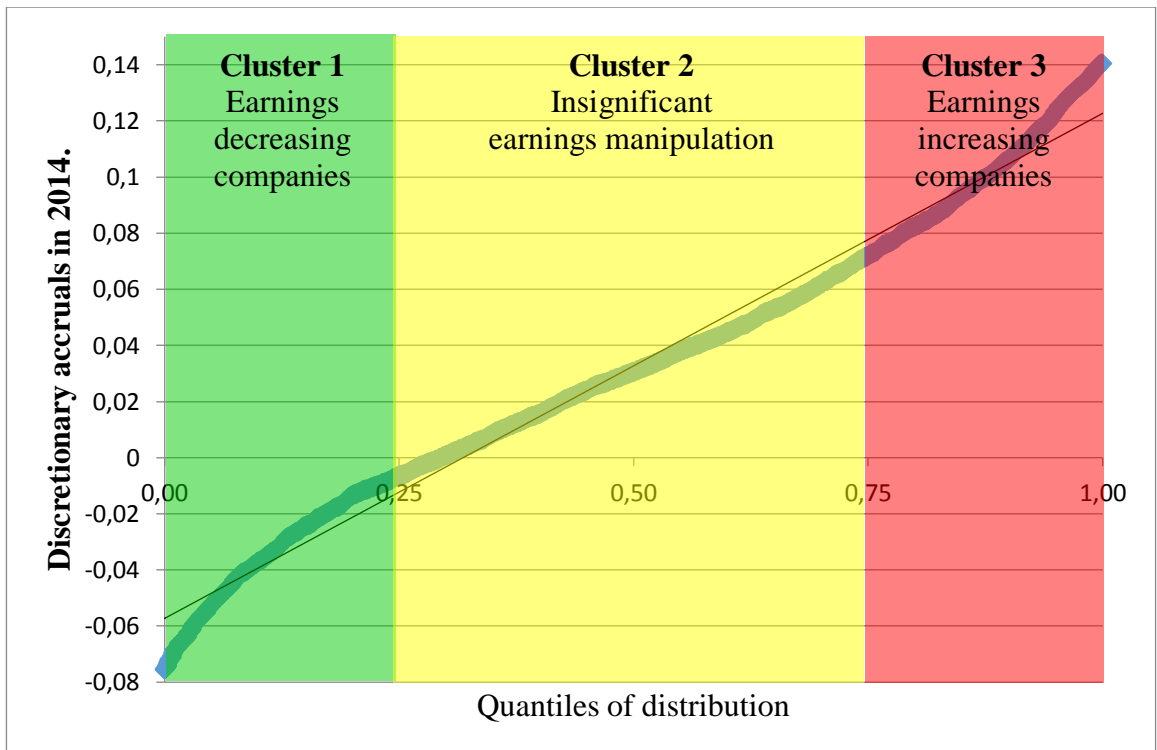 Cluster 1
Earnings
decreasing
companies
Cluster 2
Insignificant
earnings manipulation
Cluster 3
Earnings
increasing
companies
Discretionary accruals in 2014.
0,14
0,12
0,1
0,08
0,06
0,04
0,02
0
-0,02
-0,04
-0,06
-0,08
0,00
0,25
0,50
0,75
1,00
Quantiles of distribution